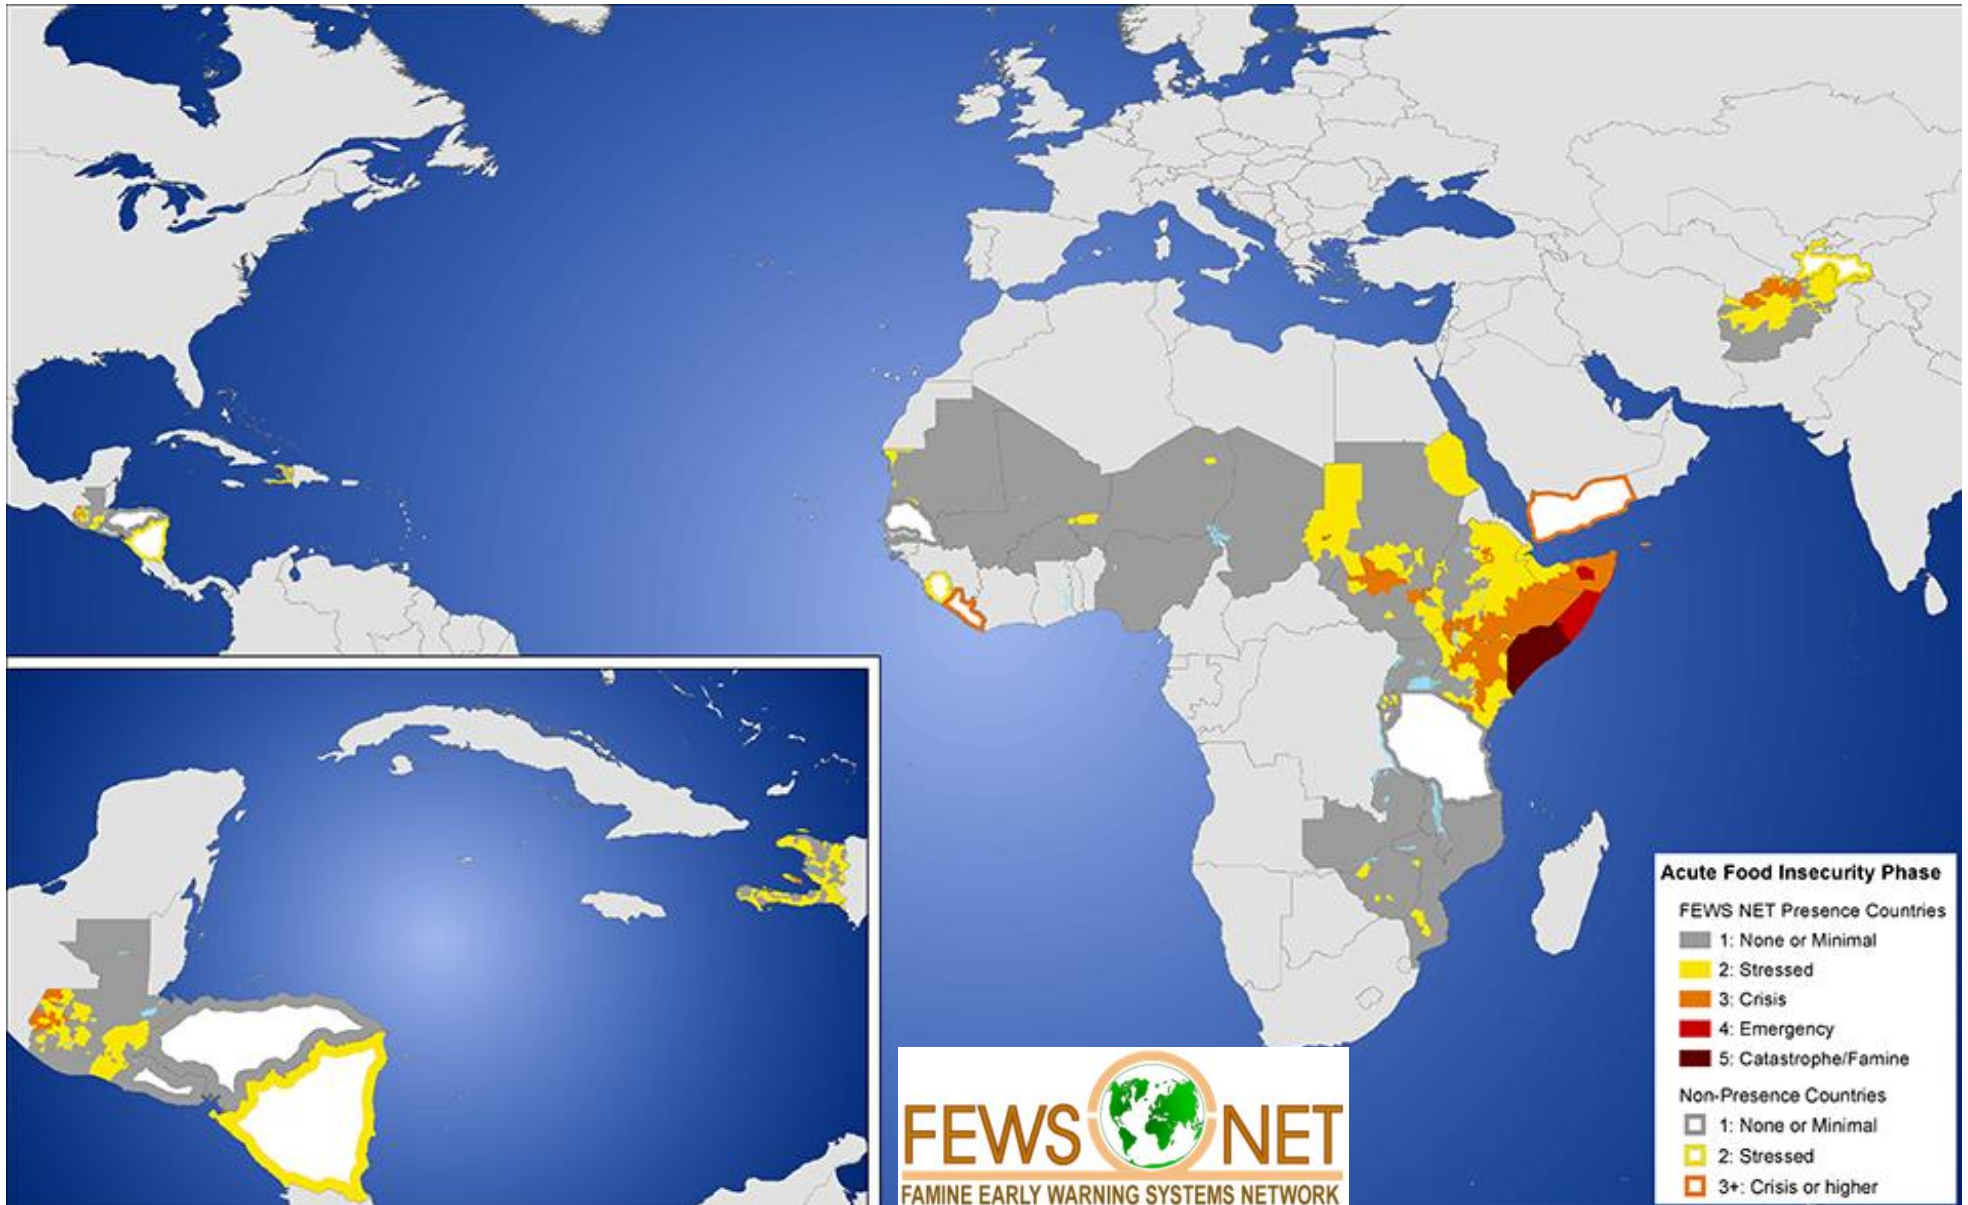 Acute Food Insecurity Phase
FEWS NET Presence Countries
1: None or Minimal
2: Stressed
3: Crisis
4: Emergency
5: Catastrophe/Famine
Non-Presence Countries
1: None or Minimal
2: Stressed
3+: Crisis or higher
FEWS NET
FAMINE EARLY WARNING SYSTEMS NETWORK